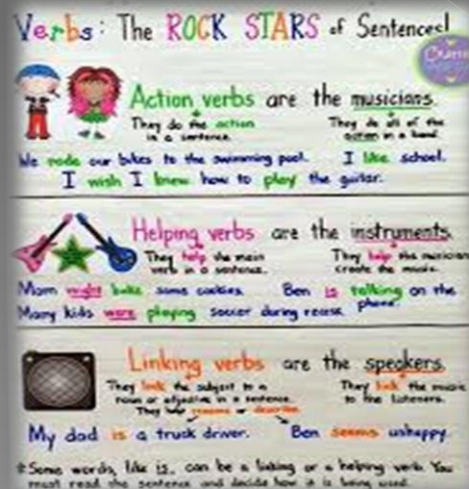 Verbs: The ROCK STARS of Sentences!
Action verbs are the musicians.
They do the action in a sentence.
They do all of the action in a band.
We rode our bikes to the swimming pool. I like school.
I wish I knew how to play the guitar.
Helping verbs are the instruments.
They help the main verb in a sentence.
They help the musician create the music.
Mom might bake some cookies. Ben is talking on the phone.
Many kids were playing soccer during recess.
Linking verbs are the speakers.
They link the subject to a noun or adjective in a sentence.
They link the music to the listeners.
They rename or describe.
My dad is a truck driver. Ben seems unhappy.
*Some words, like is, can be a linking or a helping verb. You
must read the sentence and decide how it is being used.